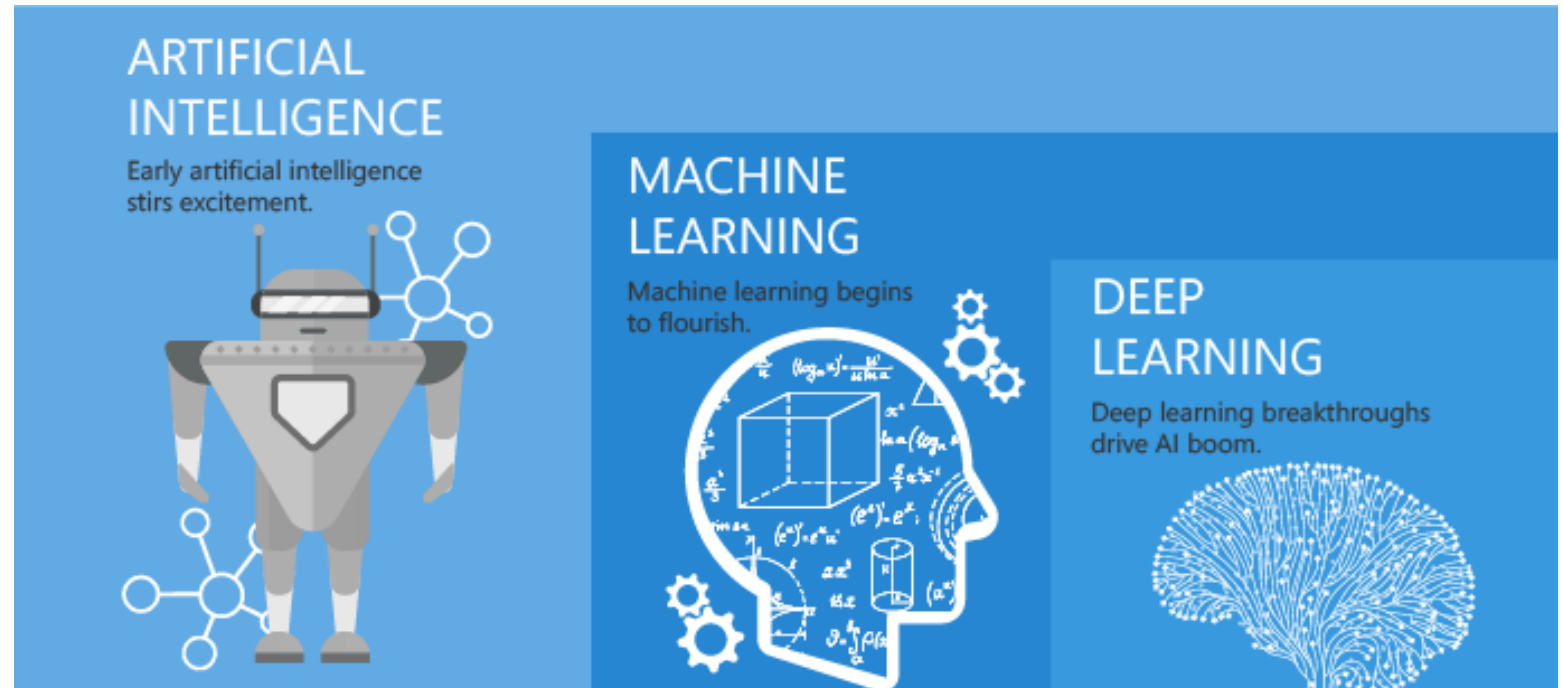 ARTIFICIAL
INTELLIGENCE
Early artificial intelligence
stirs excitement.
MACHINE
LEARNING
Machine learning begins
to flourish.
DEEP
LEARNING
Deep learning breakthroughs
drive AI boom.